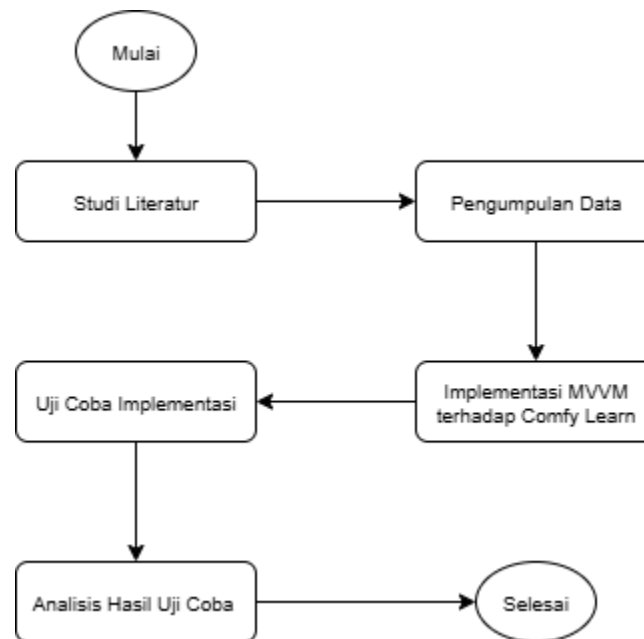 Mulai
Studi Literatur
Pengumpulan Data
Implementasi MVVM
terhadap Comfy Learn
Uji Coba Implementasi
Analisis Hasil Uji Coba
Selesai